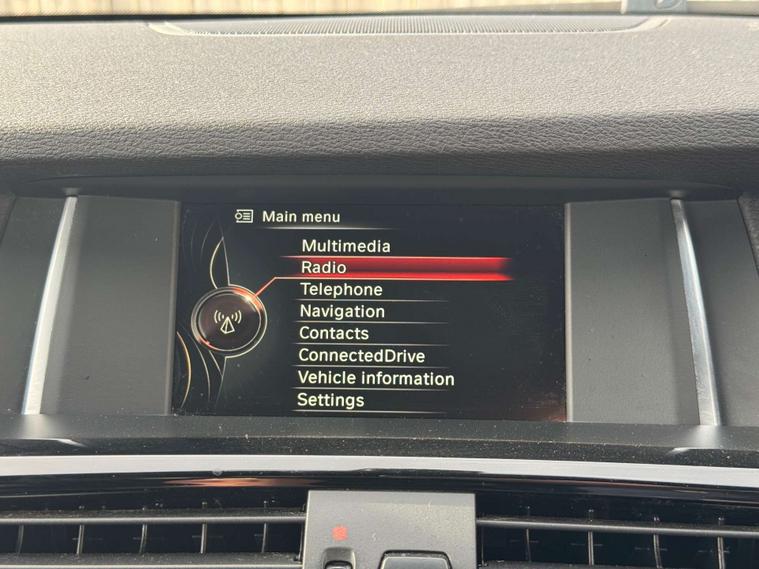 Main menu
Multimedia
Radio
Telephone
Navigation
Contacts
ConnectedDrive
Vehicle information
Settings